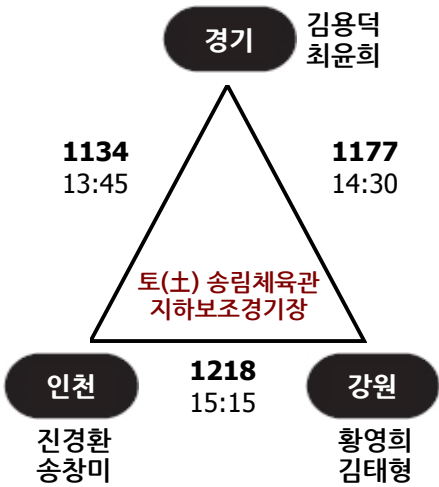 경기
김용덕
최윤희
1134
13:45
1177
14:30
토(土) 송림체육관
지하보조경기장
인천
1218
15:15
강원
진경환
송창미
황영희
김태형